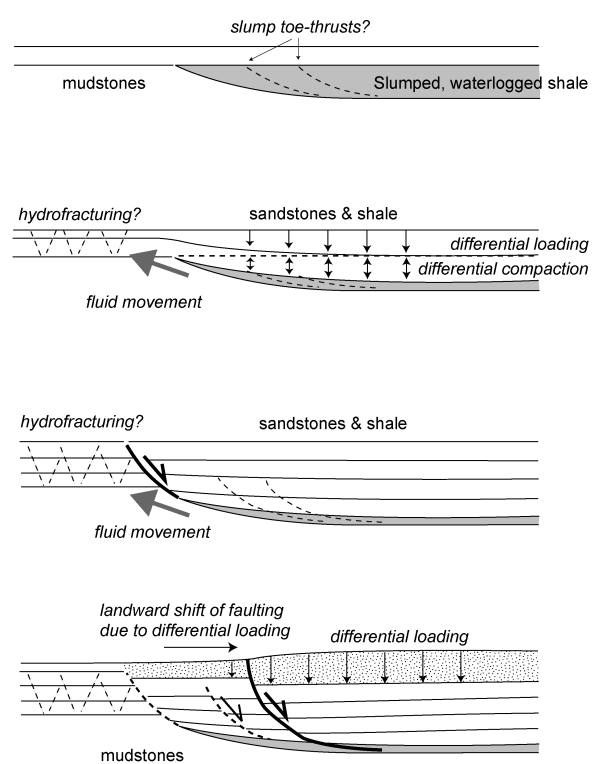 slump toe-thrusts?
mudstones
Slumped, waterlogged shale
hydrofracturing?
sandstones & shale
differential loading
differential compaction
fluid movement
hydrofracturing?
sandstones & shale
fluid movement
landward shift of faulting
due to differential loading
differential loading
mudstones